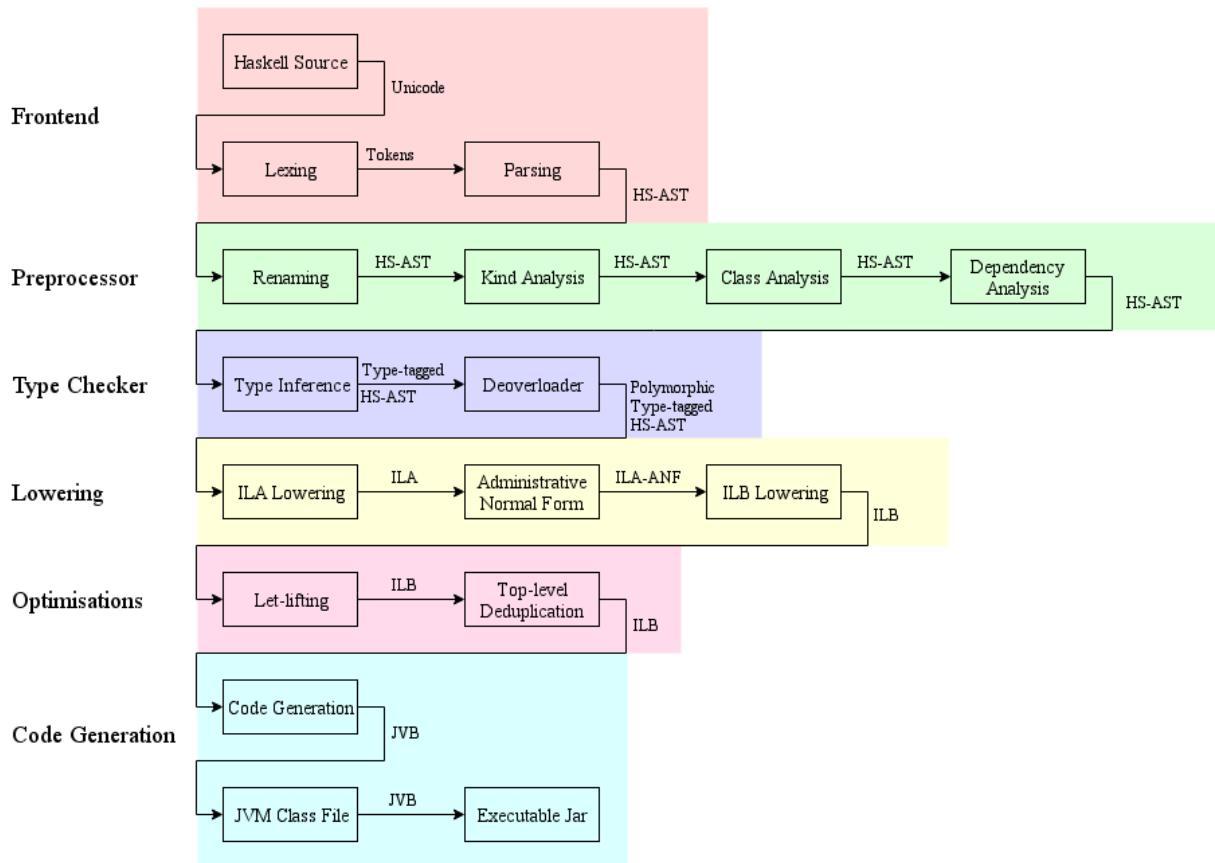 Frontend
Haskell Source
Unicode
Lexing
Tokens
Parsing
HS-AST
Preprocessor
Renaming
HS-AST
Kind Analysis
HS-AST
Class Analysis
HS-AST
Dependency
Analysis
HS-AST
Type Checker
Type Inference
Type-tagged
HS-AST
Deoverloader
Polymorphic
Type-tagged
HS-AST
Lowering
ILA Lowering
ILA
Administrative
Normal Form
ILA-ANF
ILB Lowering
ILB
Optimisations
Let-lifting
ILB
Top-level
Deduplication
ILB
Code Generation
Code Generation
JVB
JVM Class File
JVB
Executable Jar